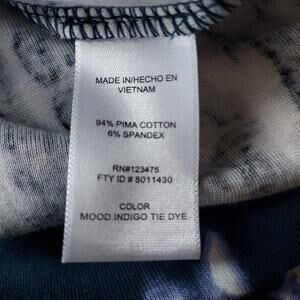 MADE IN/HECHO EN
VIETNAM
94% PIMA COTTON
6% SPANDEX
RN#123475
FTY ID # 8011430
COLOR
MOOD INDIGO TIE DYE